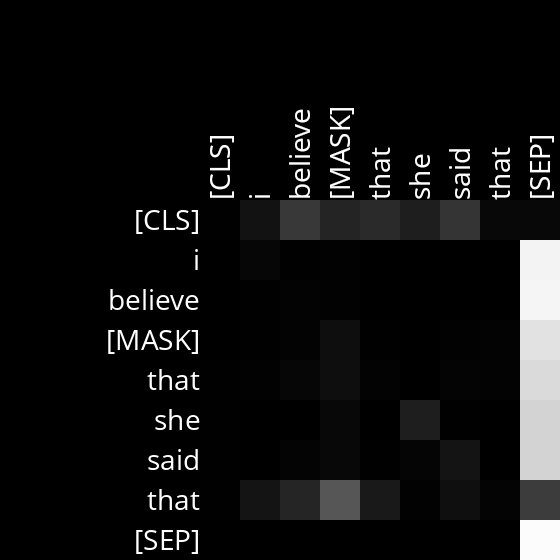 [CLS] i believe [MASK] that she said that [SEP]
[CLS]
i
believe
[MASK]
that
she
said
that
[SEP]